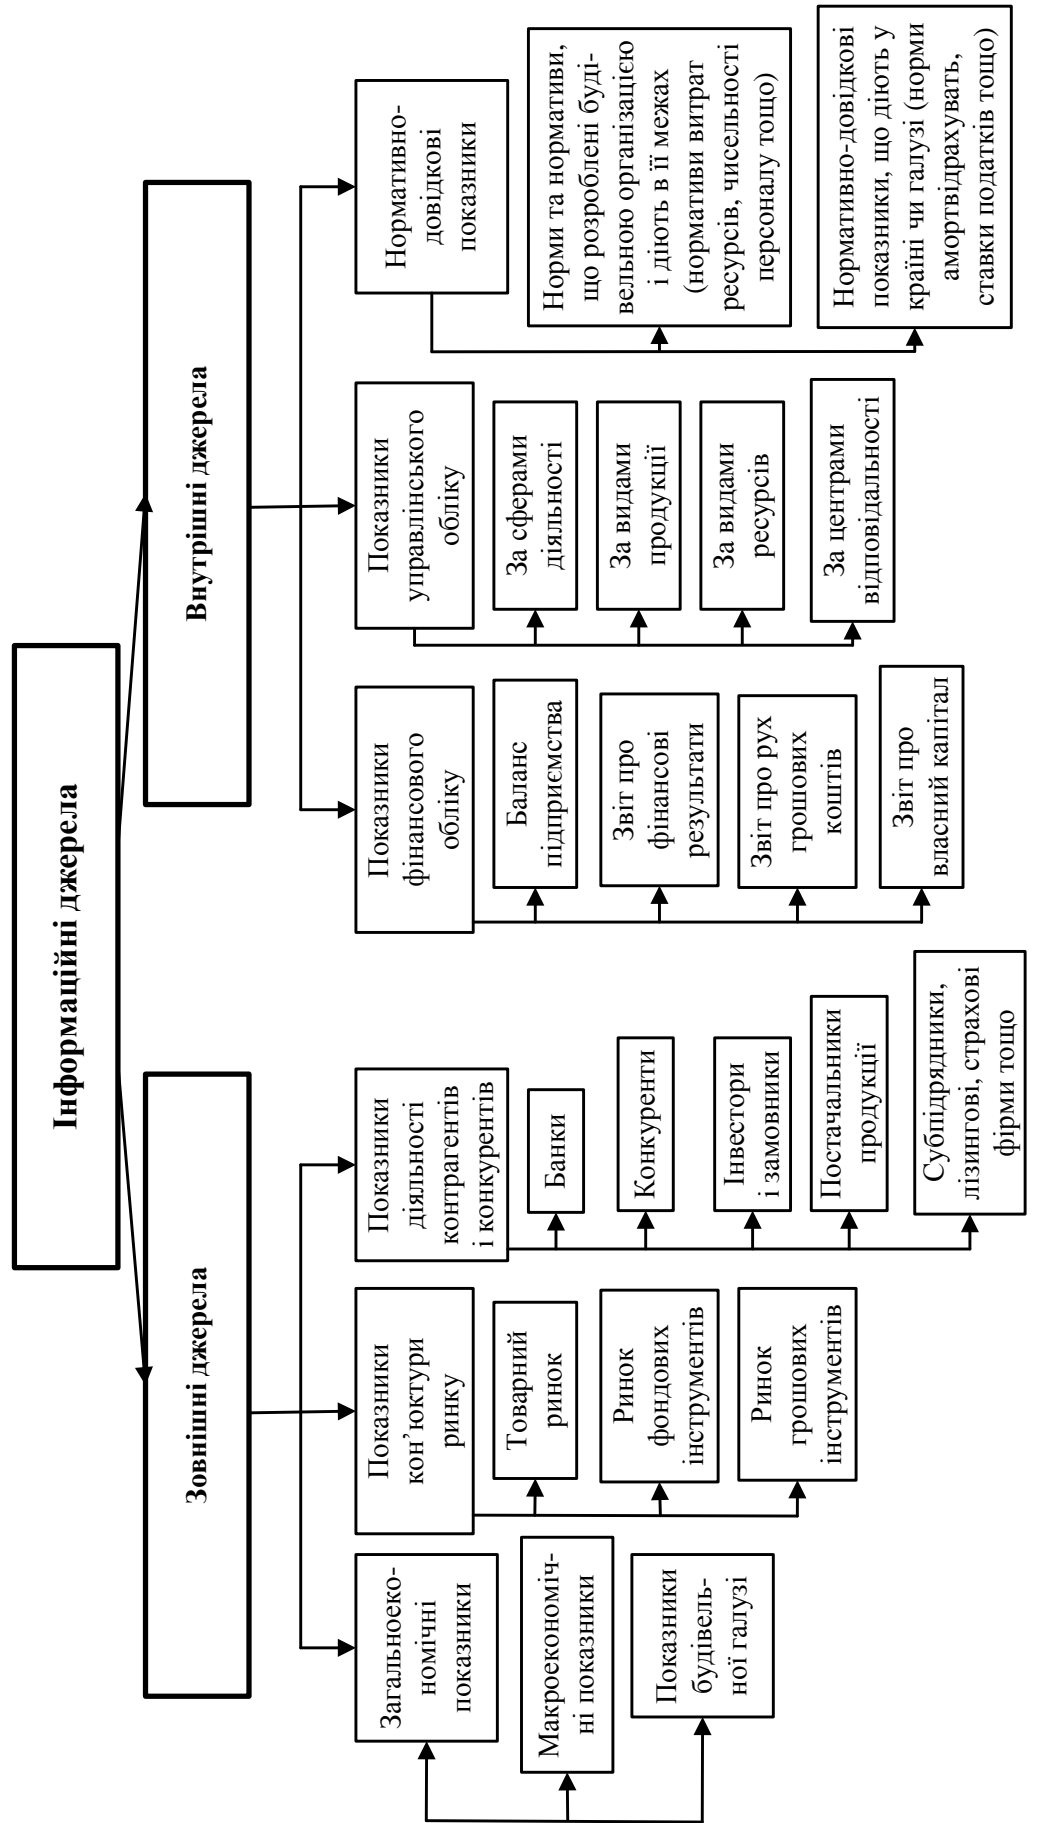 Інформаційні джерела
Зовнішні джерела
Внутрішні джерела
Загальноеко-
номічні
показники
Макроекономіч-
ні показники
Показники
будівель-
ної галузі
Показники
кон’юктури
ринку
Товарний
ринок
Ринок
фондових
інструментів
Ринок
грошових
інструментів
Показники
діяльності
контрагентів
і конкурентів
Банки
Конкуренти
Інвестори
і замовники
Постачальники
продукції
Субпідрядники,
лізингові, страхові
фірми тощо
Показники
фінансового
обліку
Баланс
підприємства
Звіт про
фінансові
результати
Звіт про рух
грошових
коштів
Звіт про
власний капітал
Показники
управлінського
обліку
За сферами
діяльності
За видами
продукції
За видами
ресурсів
За центрами
відповідальності
Нормативно-
довідкові
показники
Норми та нормативи,
що розроблені буді-
вельною організацією
і діють в її межах
(нормативи витрат
ресурсів, чисельності
персоналу тощо)
Нормативно-довідкові
показники, що діють у
країні чи галузі (норми
амортвідрахувать,
ставки податків тощо)